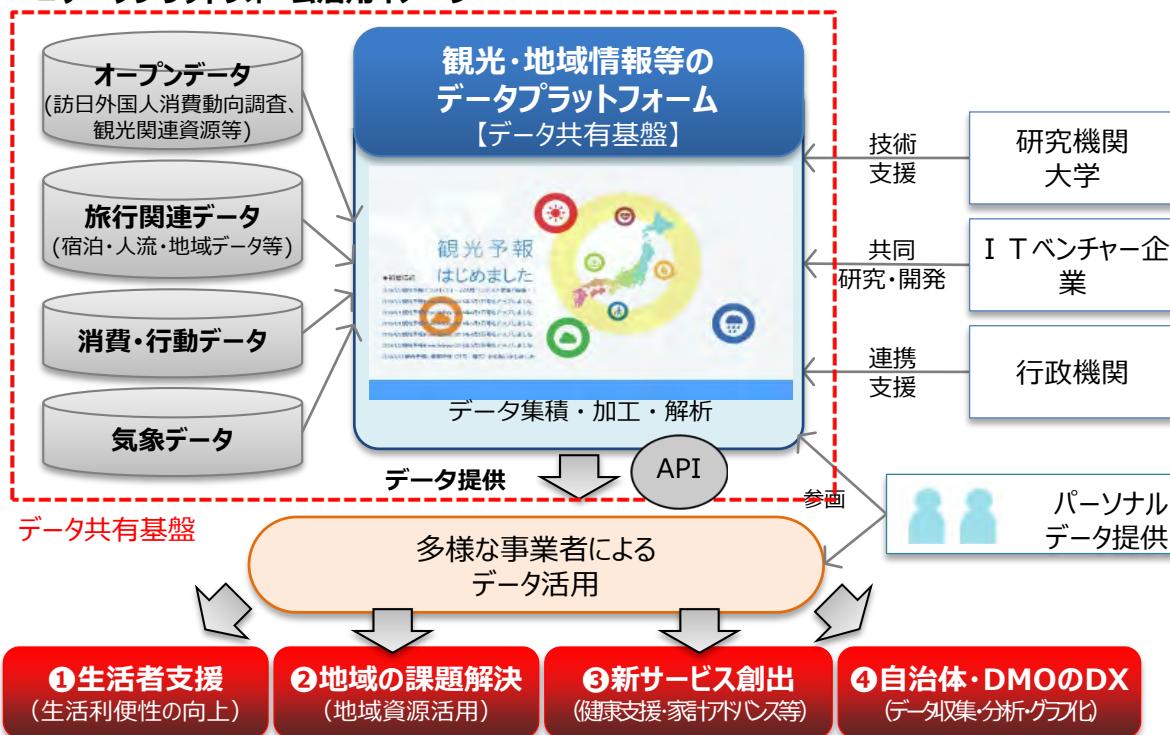 オープンデータ
(訪日外国人消費動向調査、
観光関連資源等)
旅行関連データ
(宿泊・人流・地域データ等)
消費・行動データ
気象データ
観光・地域情報等の
データプラットフォーム
【データ共有基盤】
観光予報
はじめました
データ集積・加工・解析
技術
支援
研究機関
大学
共同
研究・開発
ITベンチャー企
業
連携
支援
行政機関
データ提供
API
参画
パーソナル
データ提供
データ共有基盤
多様な事業者による
データ活用
❶生活者支援
(生活利便性の向上)
❷地域の課題解決
(地域資源活用)
❸新サービス創出
(健康支援・家計アドバンス等)
❹自治体・DMOのDX
(データ収集・分析・グラフ化)